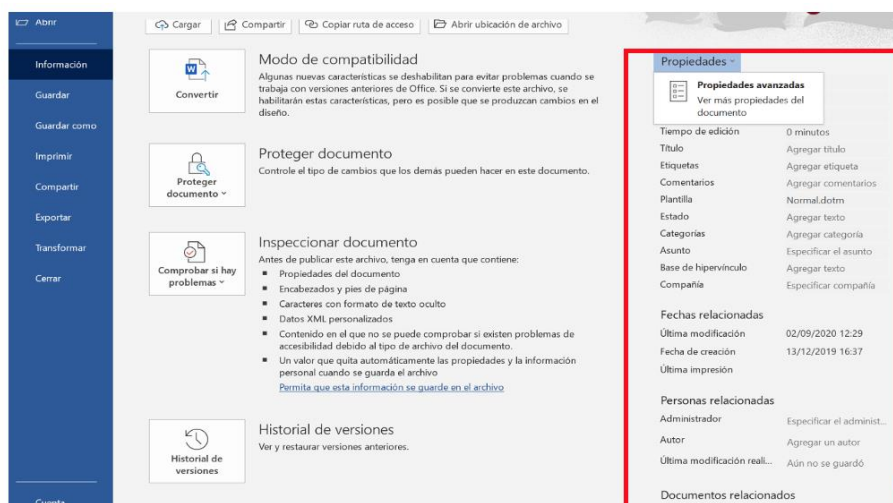 Abrir
Información
Guardar
Guardar como
Imprimir
Compartir
Exportar
Transformar
Cerrar
Cuenta
Cargar
Compartir
Copiar ruta de acceso
Abrir ubicación de archivo
Convertir
Modo de compatibilidad
Algunas nuevas características se deshabilitan para evitar problemas cuando se
trabaja con versiones anteriores de Office. Si se convierte este archivo, se
habilitarán estas características, pero es posible que se produzcan cambios en el
diseño.
Proteger
documento
Proteger documento
Controle el tipo de cambios que los demás pueden hacer en este documento.
Comprobar si hay
problemas
Inspeccionar documento
Antes de publicar este archivo, tenga en cuenta que contiene:
Propiedades del documento
Encabezados y pies de página
Caracteres con formato de texto oculto
Datos XML personalizados
Contenido en el que no se puede comprobar si existen problemas de
accesibilidad debido al tipo de archivo del documento.
Un valor que quita automáticamente las propiedades y la información
personal cuando se guarda el archivo
Permita que esta información se guarde en el archivo
Historial de
versiones
Historial de versiones
Ver y restaurar versiones anteriores.
Propiedades
Propiedades avanzadas
Ver más propiedades del
documento
Tiempo de edición 0 minutos
Título Agregar título
Etiquetas Agregar etiqueta
Comentarios Agregar comentarios
Plantilla Normal.dotm
Estado Agregar texto
Categorías Agregar categoría
Asunto Especificar el asunto
Base de hipervínculo Agregar texto
Compañía Especificar compañía
Fechas relacionadas
Última modificación 02/09/2020 12:29
Fecha de creación 13/12/2019 16:37
Última impresión
Personas relacionadas
Administrador Especificar el administ...
Autor Agregar un autor
Última modificación reali... Aún no se guardó
Documentos relacionados